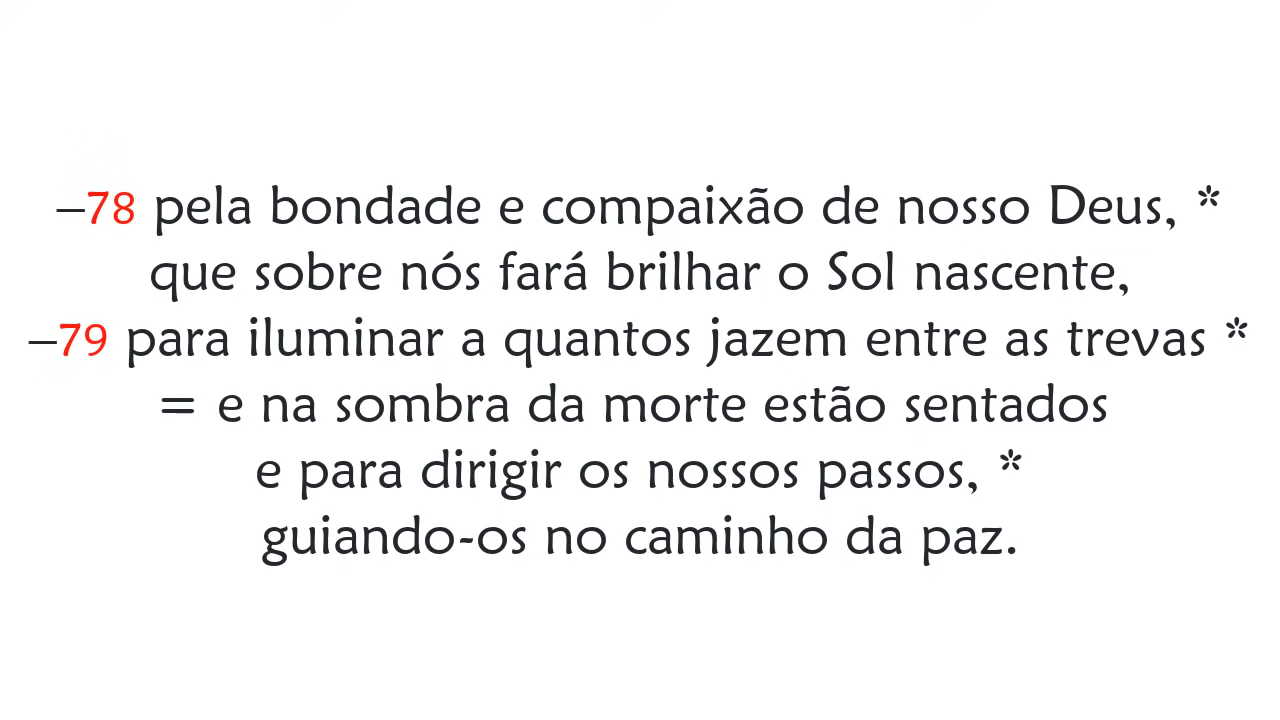 –78 pela bondade e compaixão de nosso Deus, *
que sobre nós fará brilhar o Sol nascente,
–79 para iluminar a quantos jazem entre as trevas *
= e na sombra da morte estão sentados
e para dirigir os nossos passos, *
guiando-os no caminho da paz.